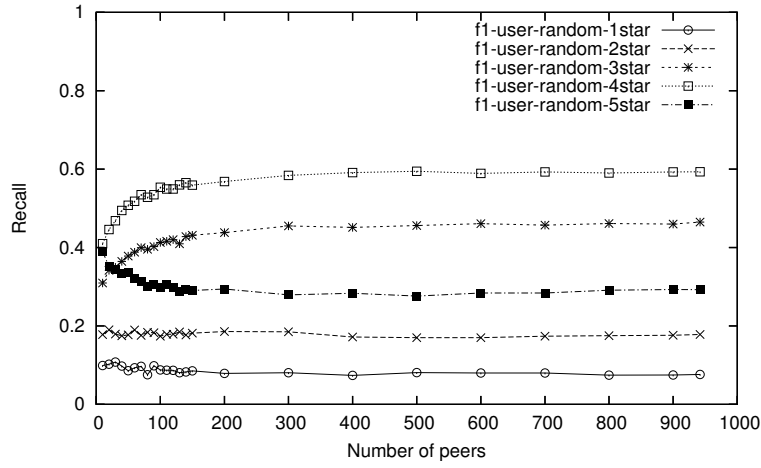 f1-user-random-1star
f1-user-random-2star
f1-user-random-3star
f1-user-random-4star
f1-user-random-5star
1
0.8
0.6
0.4
0.2
0
Recall
0 100 200 300 400 500 600 700 800 900 1000
Number of peers